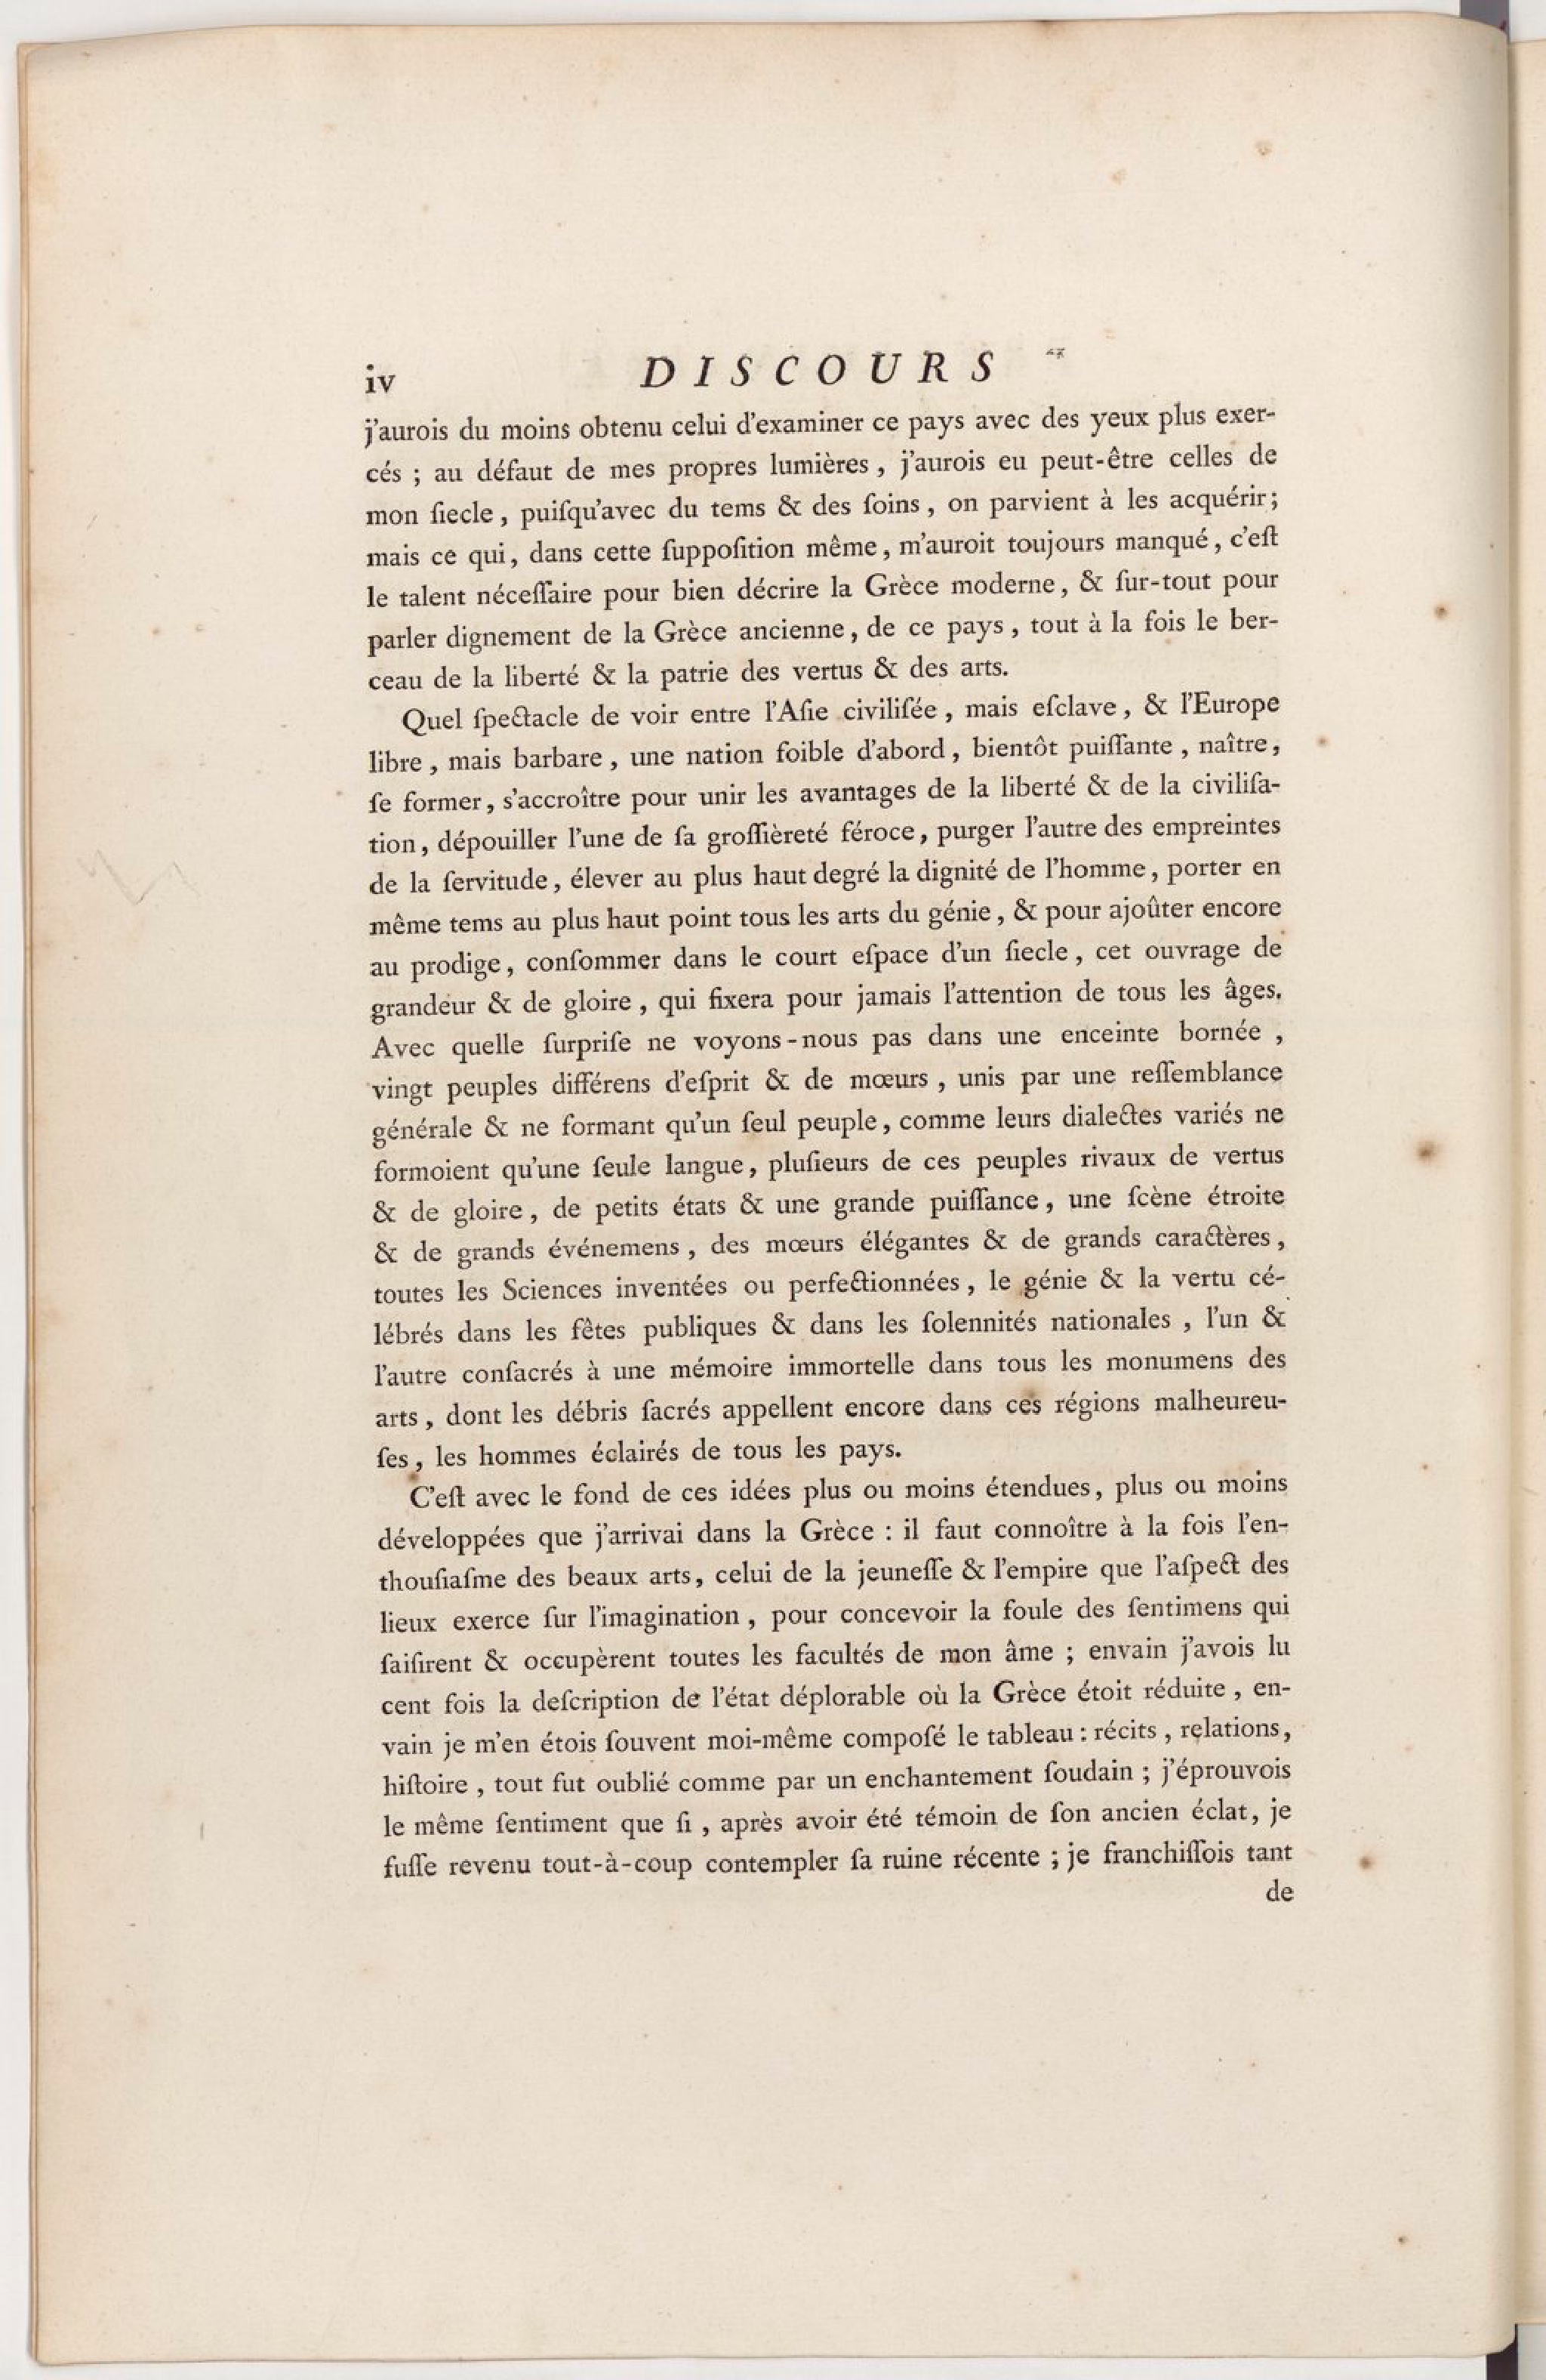 iv DISCOURS
j'aurois du moins obtenu celui d'examiner ce pays avec des yeux plus exer-
cés ; au défaut de mes propres lumières, j'aurois eu peut-être celles de
mon ſiecle, puiſqu'avec du tems & des ſoins, on parvient à les acquérir;
mais ce qui, dans cette ſuppoſition même, m'auroit toujours manqué, c'eſt
le talent néceſſaire pour bien décrire la Grèce moderne, & ſur-tout pour
parler dignement de la Grèce ancienne, de ce pays, tout à la fois le ber-
ceau de la liberté & la patrie des vertus & des arts.
Quel ſpectacle de voir entre l'Aſie civiliſée, mais eſclave, & l'Europe
libre, mais barbare, une nation foible d'abord, bientôt puiſſante, naître,
ſe former, s'accroître pour unir les avantages de la liberté & de la civiliſa-
tion, dépouiller l'une de ſa groſſièreté féroce, purger l'autre des empreintes
de la ſervitude, élever au plus haut degré la dignité de l'homme, porter en
même tems au plus haut point tous les arts du génie, & pour ajoûter encore
au prodige, conſommer dans le court eſpace d'un ſiecle, cet ouvrage de
grandeur & de gloire, qui fixera pour jamais l'attention de tous les âges.
Avec quelle ſurpriſe ne voyons-nous pas dans une enceinte bornée,
vingt peuples différens d'eſprit & de mœurs, unis par une reſſemblance
générale & ne formant qu'un ſeul peuple, comme leurs dialectes variés ne
formoient qu'une ſeule langue, pluſieurs de ces peuples rivaux de vertus
& de gloire, de petits états & une grande puiſſance, une ſcène étroite
& de grands événemens, des mœurs élégantes & de grands caractères,
toutes les Sciences inventées ou perfectionnées, le génie & la vertu cé-
lébrés dans les fêtes publiques & dans les ſolennités nationales, l'un &
l'autre conſacrés à une mémoire immortelle dans tous les monumens des
arts, dont les débris ſacrés appellent encore dans ces régions malheureu-
ſes, les hommes éclairés de tous les pays.
C'eſt avec le fond de ces idées plus ou moins étendues, plus ou moins
développées que j'arrivai dans la Grèce : il faut connoître à la fois l'en-
thouſiaſme des beaux arts, celui de la jeuneſſe & l'empire que l'aſpect des
lieux exerce ſur l'imagination, pour concevoir la foule des ſentimens qui
ſaiſirent & occupèrent toutes les facultés de mon âme ; envain j'avois lu
cent fois la deſcription de l'état déplorable où la Grèce étoit réduite, en-
vain je m'en étois ſouvent moi-même compoſé le tableau : récits, relations,
hiſtoire, tout fut oublié comme par un enchantement ſoudain ; j'éprouvois
le même ſentiment que ſi, après avoir été témoin de ſon ancien éclat, je
fuſſe revenu tout-à-coup contempler ſa ruine récente ; je franchiſſois tant
de